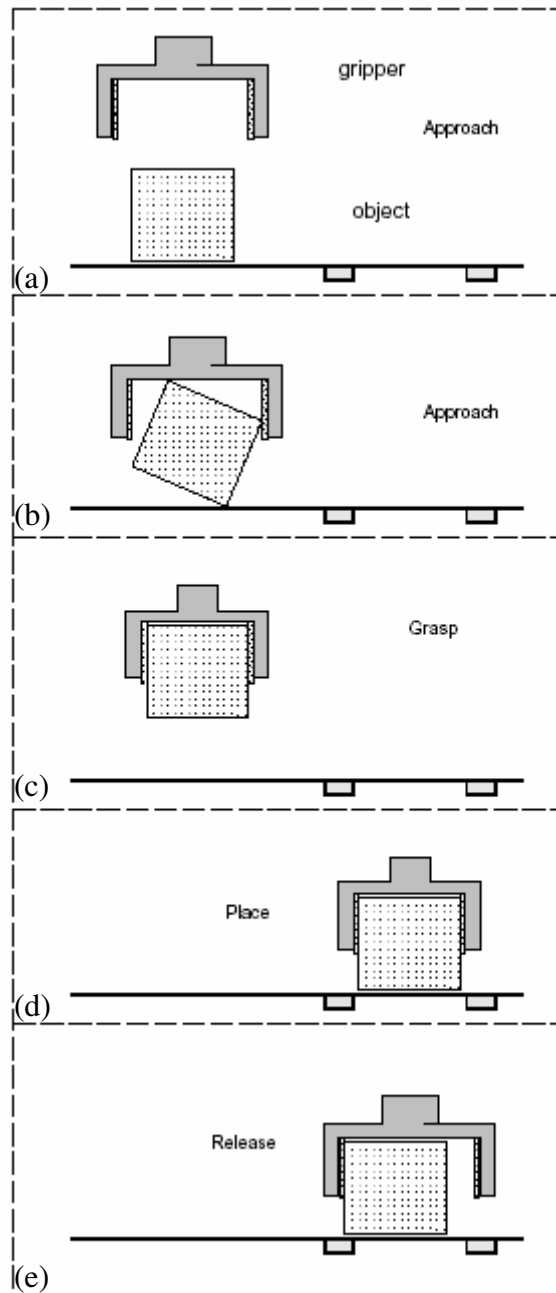 gripper
Approach
object
(a)
Approach
(b)
Grasp
(c)
Place
(d)
Release
(e)